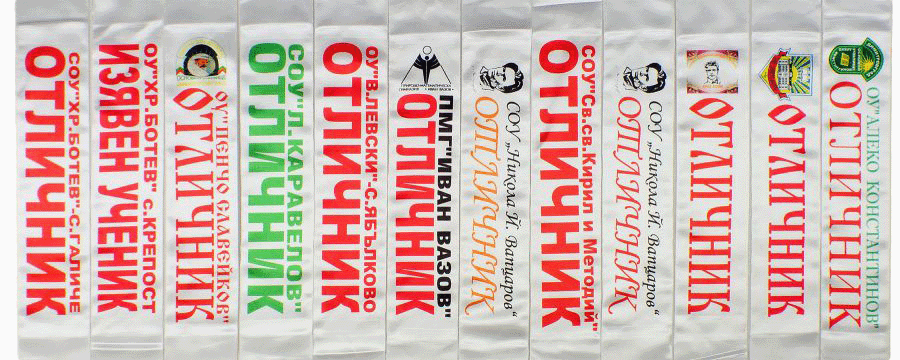 СОУ"ХР.БОТЕВ"-С.ГАЛИЧЕ
ОТЛИЧНИК
ОУ"ХР.БОТЕВ" с.КРЕПОСТ
ИЗЯВЕН УЧЕНИК
ОУ"ПЕНЧО СЛАВЕЙКОВ"
ОТЛИЧНИК
СОУ"Л.КАРАВЕЛОВ"
ОТЛИЧНИК
ОУ"В.ЛЕВСКИ"-С.ЯБЪЛКОВО
ОТЛИЧНИК
ПМГ"ИВАН ВАЗОВ"
ОТЛИЧНИК
СОУ „Никола Й. Вапцаров“
ОТЛИЧНИК
СОУ"Св.св.Кирил и Методий"
ОТЛИЧНИК
СОУ „Никола Й. Вапцаров“
ОТЛИЧНИК
ОТЛИЧНИК
ОТЛИЧНИК
ОУ"АЛЕКО КОНСТАНТИНОВ"
ОТЛИЧНИК